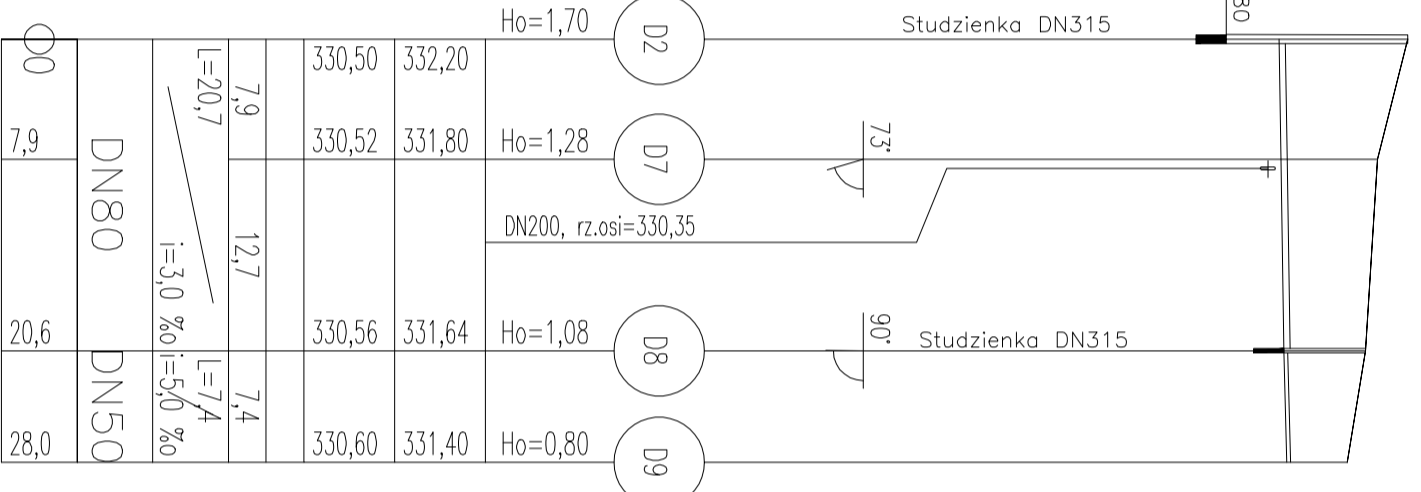 Ho=1,70
D2
Studzienka DN315
80
0
330,50
332,20
L=20,7
7,9
7,9
330,52
331,80
Ho=1,28
D7
73°
DN80
DN200, rz.osi=330,35
12,7
i=3,0 ‰
20,6
330,56
331,64
Ho=1,08
D8
90°
Studzienka DN315
DN50
i=5,0 ‰
L=7,4
7,4
28,0
330,60
331,40
Ho=0,80
D9